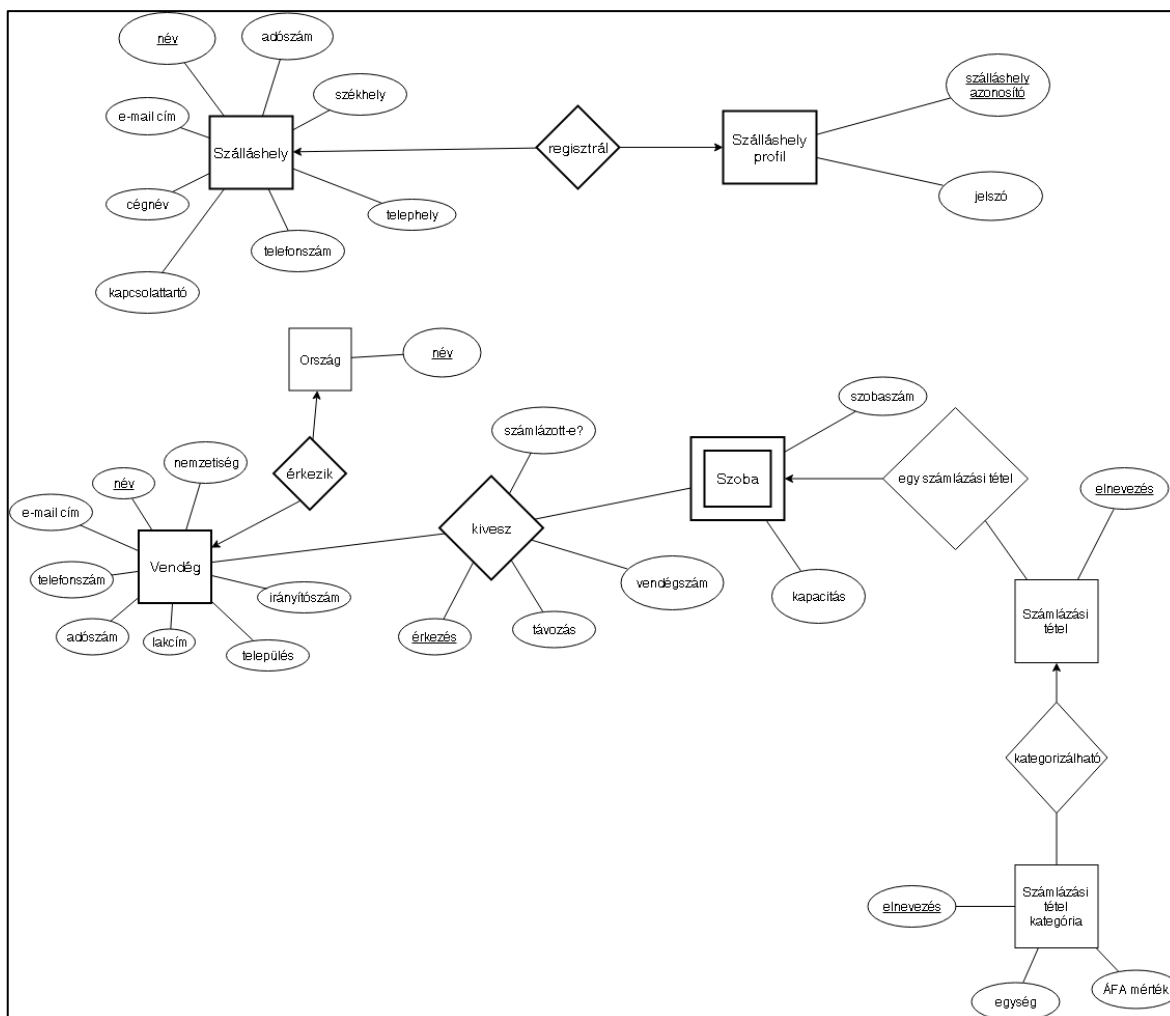 név
adószám
székhely
e-mail cím
Szálláshely
regisztrál
Szálláshely
profil
szálláshely
azonosító
cégnév
telephely
jelszó
telefonszám
kapcsolattartó
Ország
név
érkezik
számlázott-e?
szobaszám
nemzetiség
név
e-mail cím
Vendég
kivesz
Szoba
egy számlázási tétel
elnevezés
telefonszám
irányítószám
vendégszám
kapacitás
adószám
lakcím
település
érkezés
távozás
Számlázási
tétel
kategorizálható
elnevezés
Számlázási
tétel
kategória
egység
ÁFA mérték